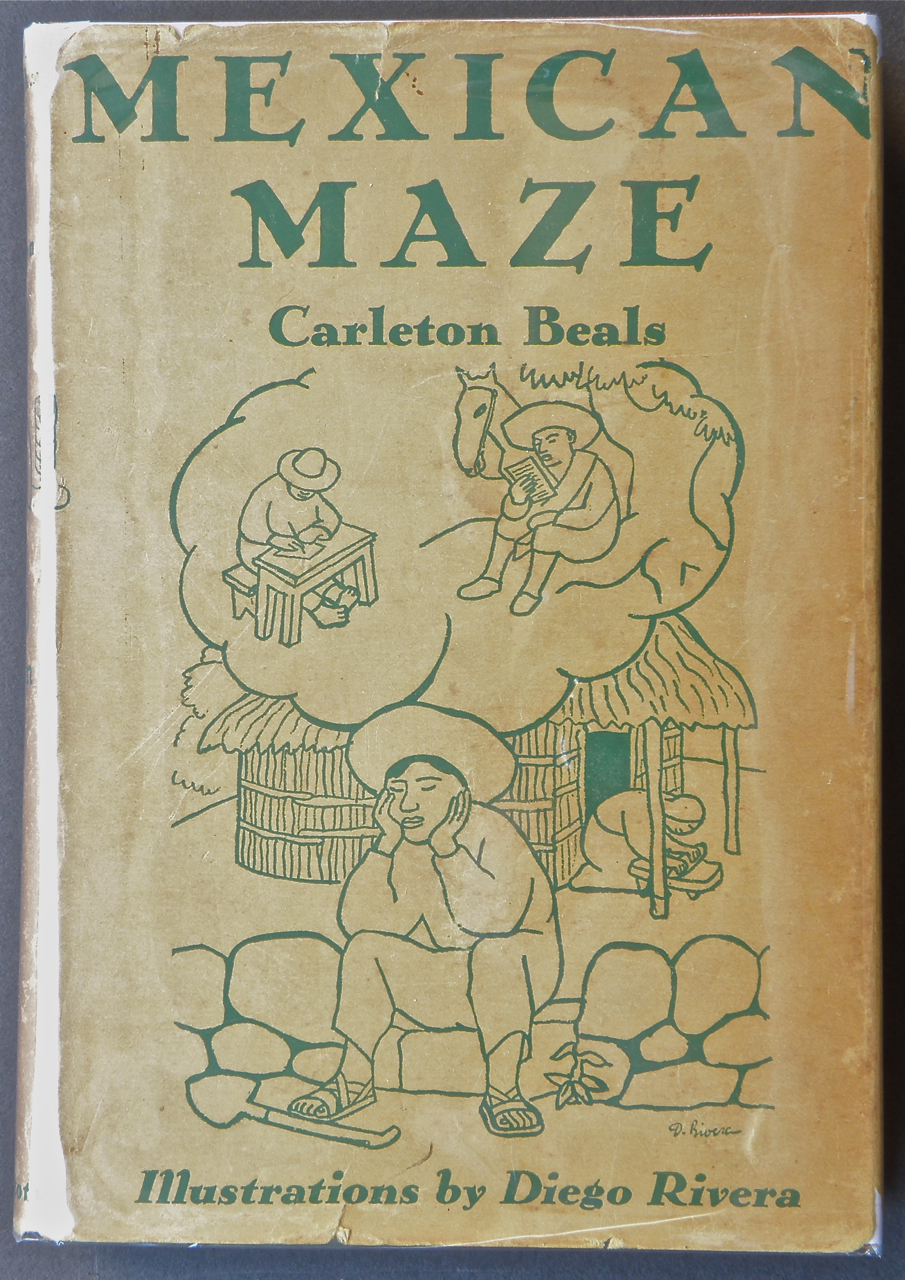 MEXICAN
MAZE
Carleton Beals
D. Rivera
Illustrations by Diego Rivera